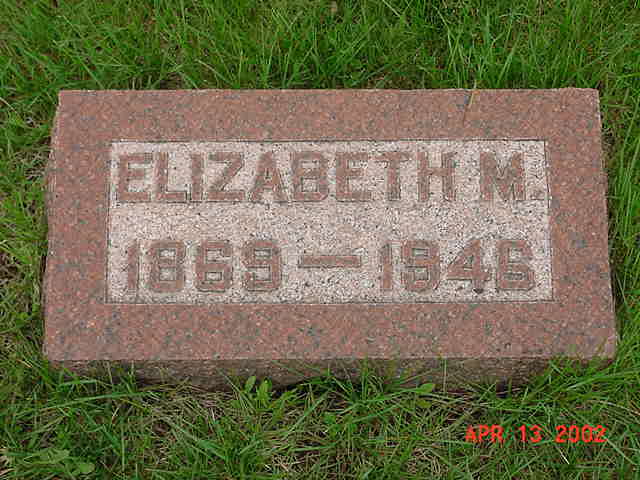 ELIZABETH M.
1869 — 1946
APR 13 2002